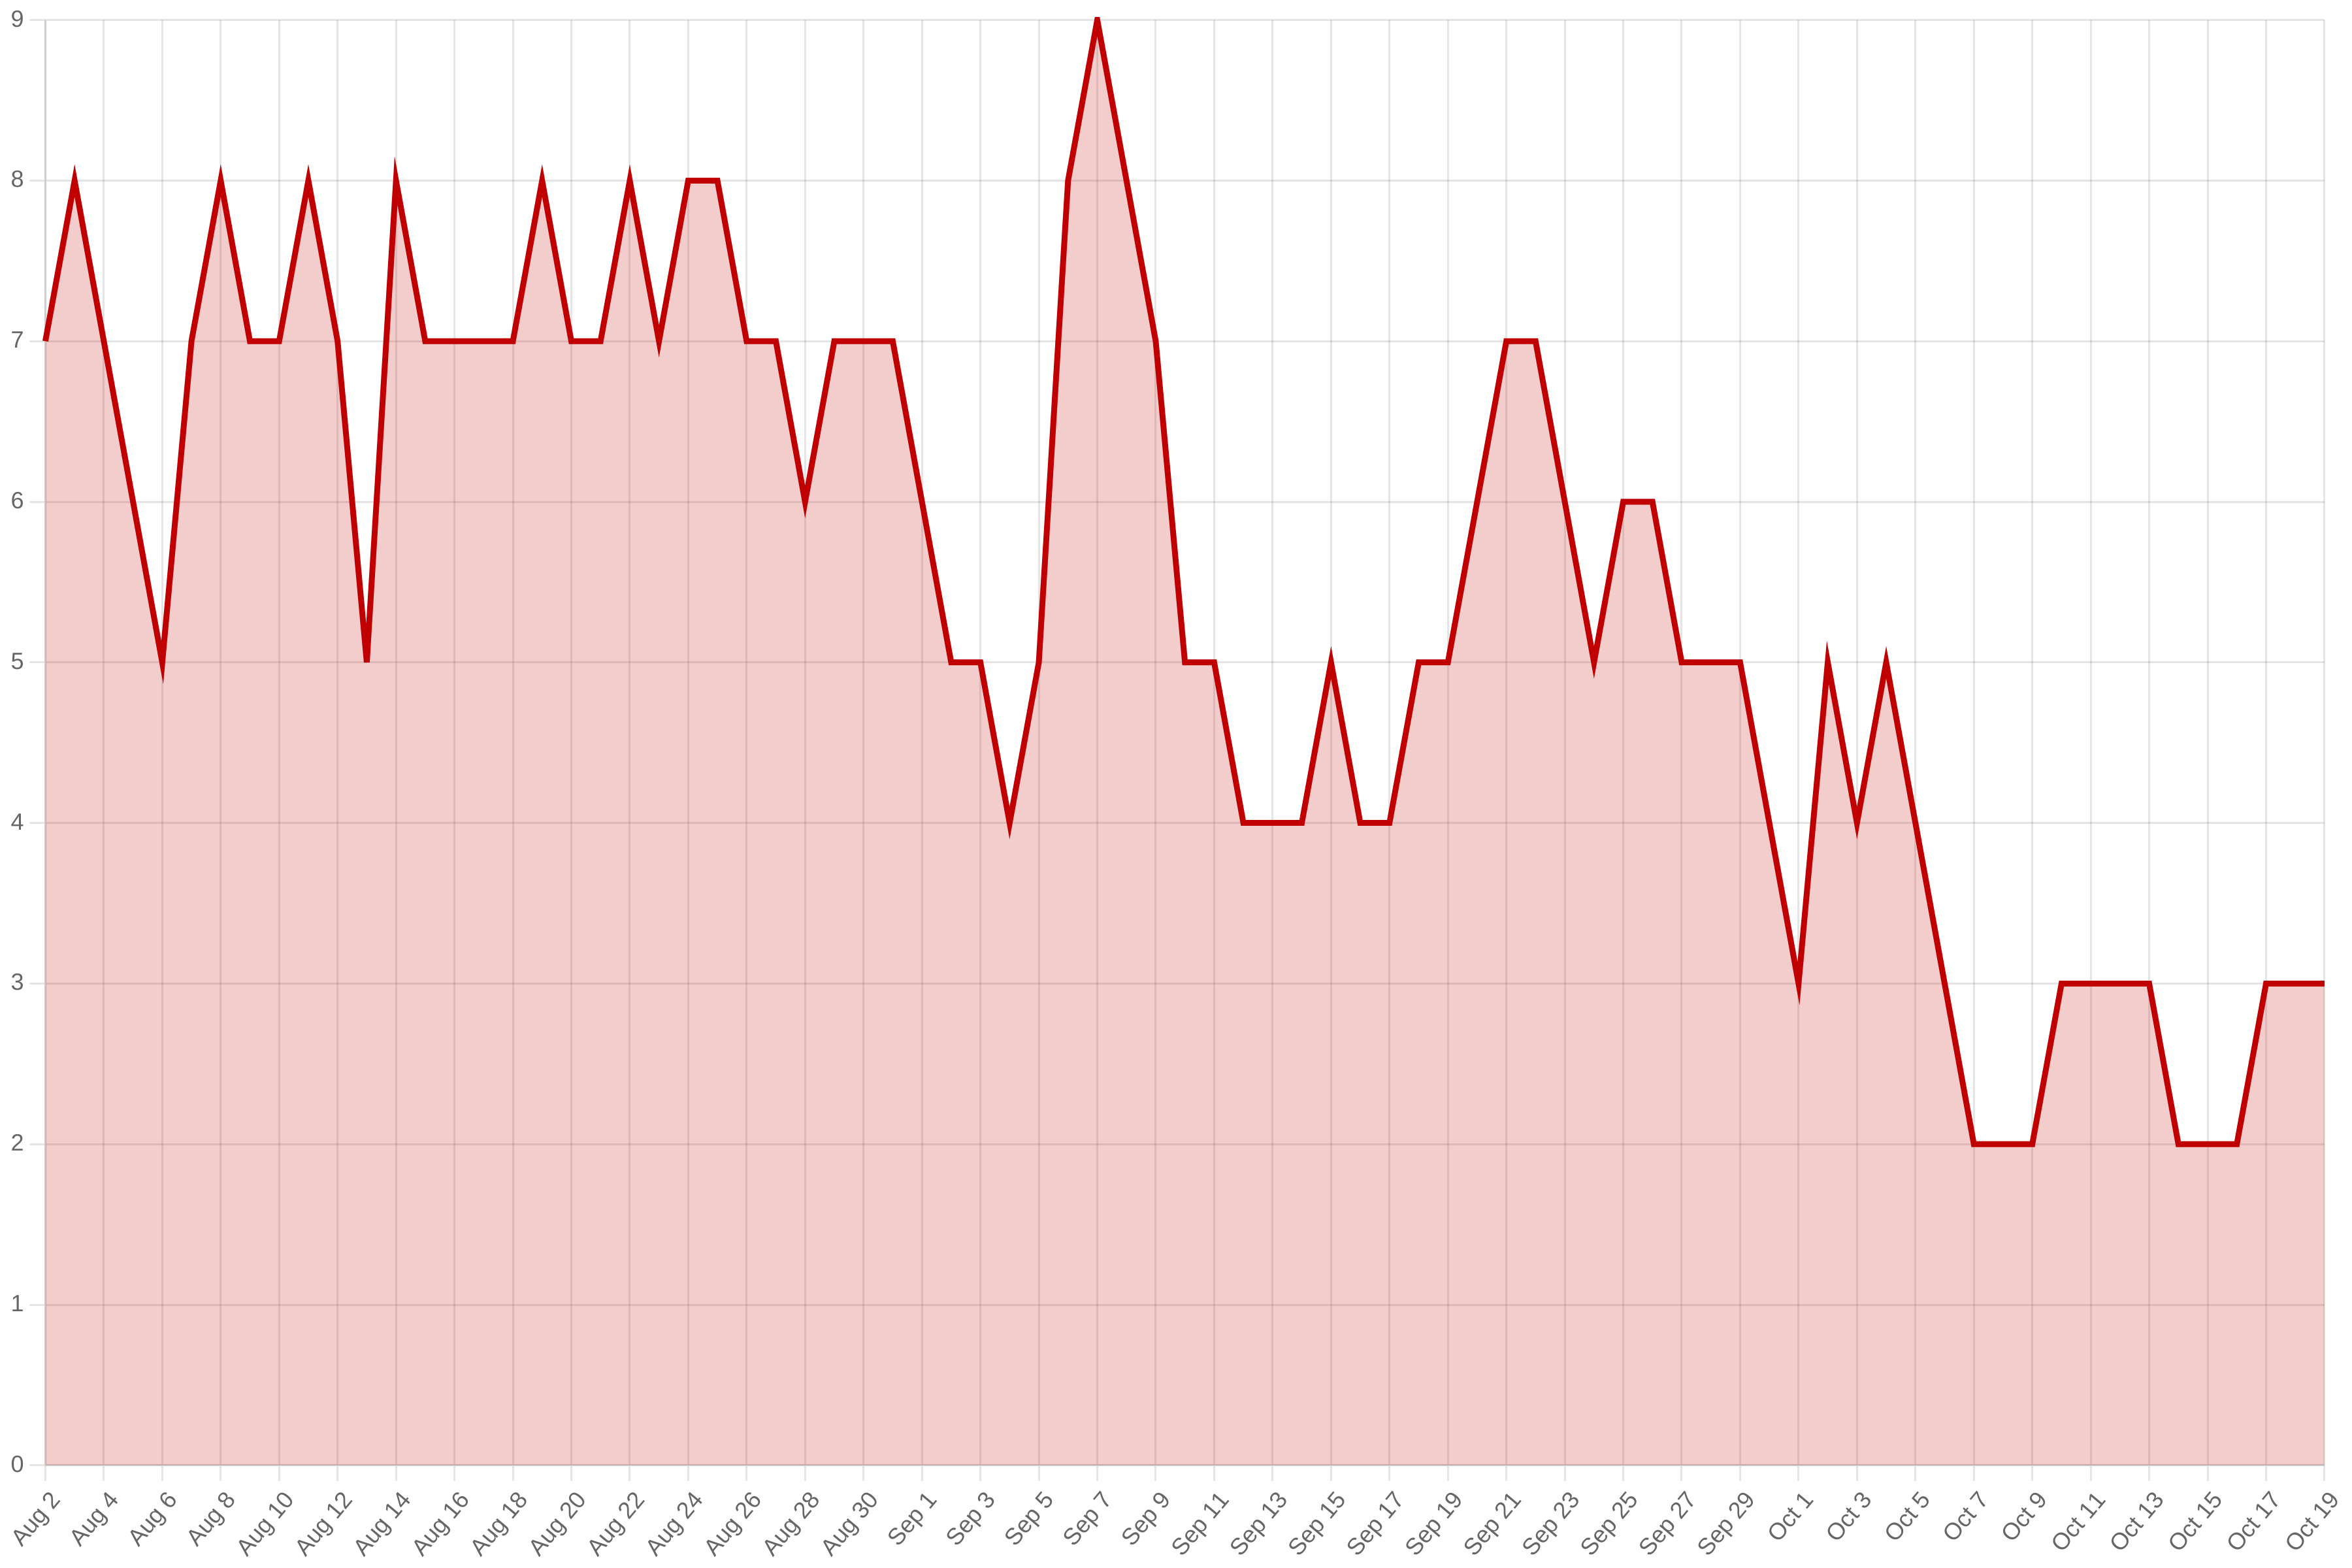 9
8
7
6
5
4
3
2
1
0
Aug 2
Aug 4
Aug 6
Aug 8
Aug 10
Aug 12
Aug 14
Aug 16
Aug 18
Aug 20
Aug 22
Aug 24
Aug 26
Aug 28
Aug 30
Sep 1
Sep 3
Sep 5
Sep 7
Sep 9
Sep 11
Sep 13
Sep 15
Sep 17
Sep 19
Sep 21
Sep 23
Sep 25
Sep 27
Sep 29
Oct 1
Oct 3
Oct 5
Oct 7
Oct 9
Oct 11
Oct 13
Oct 15
Oct 17
Oct 19